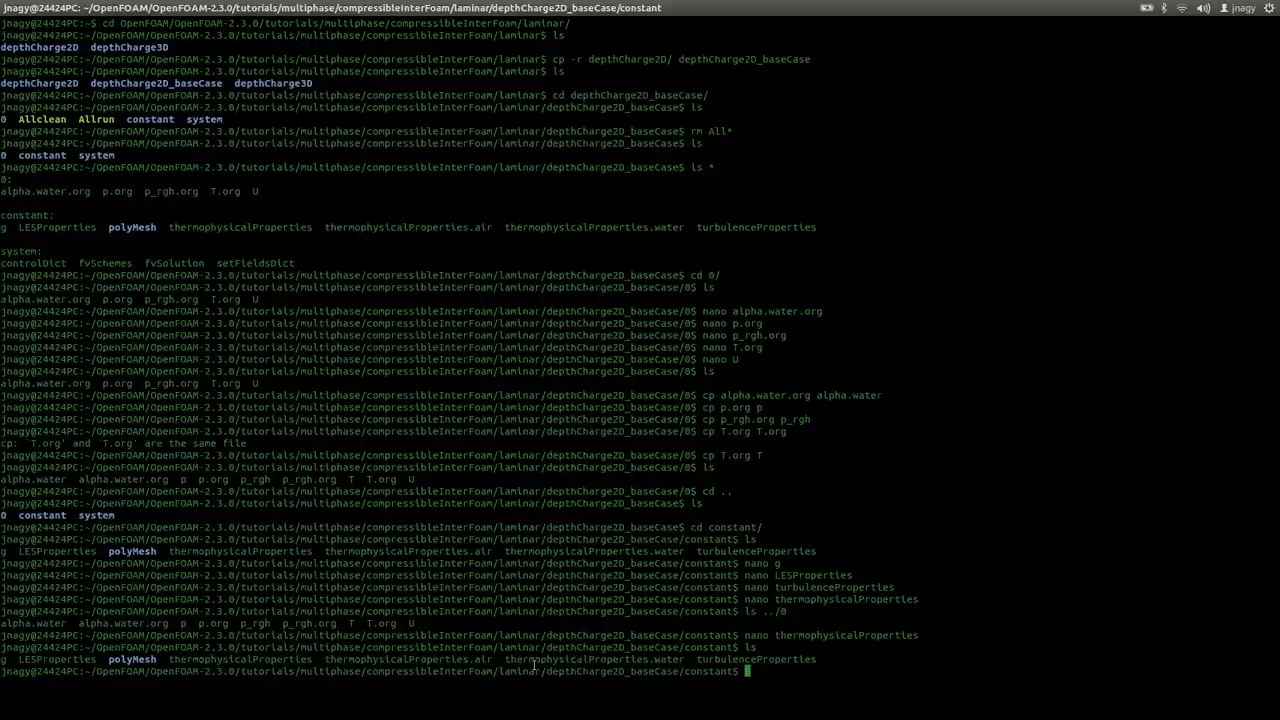 jnagy@24424PC: ~/OpenFOAM/OpenFOAM-2.3.0/tutorials/multiphase/compressibleInterFoam/laminar/depthCharge2D_baseCase/constant
jnagy
jnagy@24424PC:~$ cd OpenFOAM/OpenFOAM-2.3.0/tutorials/multiphase/compressibleInterFoam/laminar/
jnagy@24424PC:~/OpenFOAM/OpenFOAM-2.3.0/tutorials/multiphase/compressibleInterFoam/laminar$ ls
depthCharge2D  depthCharge3D
jnagy@24424PC:~/OpenFOAM/OpenFOAM-2.3.0/tutorials/multiphase/compressibleInterFoam/laminar$ cp -r depthCharge2D/ depthCharge2D_baseCase
jnagy@24424PC:~/OpenFOAM/OpenFOAM-2.3.0/tutorials/multiphase/compressibleInterFoam/laminar$ ls
depthCharge2D  depthCharge2D_baseCase  depthCharge3D
jnagy@24424PC:~/OpenFOAM/OpenFOAM-2.3.0/tutorials/multiphase/compressibleInterFoam/laminar$ cd depthCharge2D_baseCase/
jnagy@24424PC:~/OpenFOAM/OpenFOAM-2.3.0/tutorials/multiphase/compressibleInterFoam/laminar/depthCharge2D_baseCase$ ls
0  Allclean  Allrun  constant  system
jnagy@24424PC:~/OpenFOAM/OpenFOAM-2.3.0/tutorials/multiphase/compressibleInterFoam/laminar/depthCharge2D_baseCase$ rm All*
jnagy@24424PC:~/OpenFOAM/OpenFOAM-2.3.0/tutorials/multiphase/compressibleInterFoam/laminar/depthCharge2D_baseCase$ ls
0  constant  system
jnagy@24424PC:~/OpenFOAM/OpenFOAM-2.3.0/tutorials/multiphase/compressibleInterFoam/laminar/depthCharge2D_baseCase$ ls *
0:
alpha.water.org  p.org  p_rgh.org  T.org  U
constant:
g  LESProperties  polyMesh  thermophysicalProperties  thermophysicalProperties.air  thermophysicalProperties.water  turbulenceProperties
system:
controlDict  fvSchemes  fvSolution  setFieldsDict
jnagy@24424PC:~/OpenFOAM/OpenFOAM-2.3.0/tutorials/multiphase/compressibleInterFoam/laminar/depthCharge2D_baseCase$ cd 0/
jnagy@24424PC:~/OpenFOAM/OpenFOAM-2.3.0/tutorials/multiphase/compressibleInterFoam/laminar/depthCharge2D_baseCase/0$ ls
alpha.water.org  p.org  p_rgh.org  T.org  U
jnagy@24424PC:~/OpenFOAM/OpenFOAM-2.3.0/tutorials/multiphase/compressibleInterFoam/laminar/depthCharge2D_baseCase/0$ nano alpha.water.org
jnagy@24424PC:~/OpenFOAM/OpenFOAM-2.3.0/tutorials/multiphase/compressibleInterFoam/laminar/depthCharge2D_baseCase/0$ nano p.org
jnagy@24424PC:~/OpenFOAM/OpenFOAM-2.3.0/tutorials/multiphase/compressibleInterFoam/laminar/depthCharge2D_baseCase/0$ nano p_rgh.org
jnagy@24424PC:~/OpenFOAM/OpenFOAM-2.3.0/tutorials/multiphase/compressibleInterFoam/laminar/depthCharge2D_baseCase/0$ nano T.org
jnagy@24424PC:~/OpenFOAM/OpenFOAM-2.3.0/tutorials/multiphase/compressibleInterFoam/laminar/depthCharge2D_baseCase/0$ nano U
jnagy@24424PC:~/OpenFOAM/OpenFOAM-2.3.0/tutorials/multiphase/compressibleInterFoam/laminar/depthCharge2D_baseCase/0$ ls
alpha.water.org  p.org  p_rgh.org  T.org  U
jnagy@24424PC:~/OpenFOAM/OpenFOAM-2.3.0/tutorials/multiphase/compressibleInterFoam/laminar/depthCharge2D_baseCase/0$ cp alpha.water.org alpha.water
jnagy@24424PC:~/OpenFOAM/OpenFOAM-2.3.0/tutorials/multiphase/compressibleInterFoam/laminar/depthCharge2D_baseCase/0$ cp p.org p
jnagy@24424PC:~/OpenFOAM/OpenFOAM-2.3.0/tutorials/multiphase/compressibleInterFoam/laminar/depthCharge2D_baseCase/0$ cp p_rgh.org p_rgh
jnagy@24424PC:~/OpenFOAM/OpenFOAM-2.3.0/tutorials/multiphase/compressibleInterFoam/laminar/depthCharge2D_baseCase/0$ cp T.org T.org
cp: `T.org' and `T.org' are the same file
jnagy@24424PC:~/OpenFOAM/OpenFOAM-2.3.0/tutorials/multiphase/compressibleInterFoam/laminar/depthCharge2D_baseCase/0$ cp T.org T
jnagy@24424PC:~/OpenFOAM/OpenFOAM-2.3.0/tutorials/multiphase/compressibleInterFoam/laminar/depthCharge2D_baseCase/0$ ls
alpha.water  alpha.water.org  p  p.org  p_rgh  p_rgh.org  T  T.org  U
jnagy@24424PC:~/OpenFOAM/OpenFOAM-2.3.0/tutorials/multiphase/compressibleInterFoam/laminar/depthCharge2D_baseCase/0$ cd ..
jnagy@24424PC:~/OpenFOAM/OpenFOAM-2.3.0/tutorials/multiphase/compressibleInterFoam/laminar/depthCharge2D_baseCase$ ls
0  constant  system
jnagy@24424PC:~/OpenFOAM/OpenFOAM-2.3.0/tutorials/multiphase/compressibleInterFoam/laminar/depthCharge2D_baseCase$ cd constant/
jnagy@24424PC:~/OpenFOAM/OpenFOAM-2.3.0/tutorials/multiphase/compressibleInterFoam/laminar/depthCharge2D_baseCase/constant$ ls
g  LESProperties  polyMesh  thermophysicalProperties  thermophysicalProperties.air  thermophysicalProperties.water  turbulenceProperties
jnagy@24424PC:~/OpenFOAM/OpenFOAM-2.3.0/tutorials/multiphase/compressibleInterFoam/laminar/depthCharge2D_baseCase/constant$ nano g
jnagy@24424PC:~/OpenFOAM/OpenFOAM-2.3.0/tutorials/multiphase/compressibleInterFoam/laminar/depthCharge2D_baseCase/constant$ nano LESProperties
jnagy@24424PC:~/OpenFOAM/OpenFOAM-2.3.0/tutorials/multiphase/compressibleInterFoam/laminar/depthCharge2D_baseCase/constant$ nano turbulenceProperties
jnagy@24424PC:~/OpenFOAM/OpenFOAM-2.3.0/tutorials/multiphase/compressibleInterFoam/laminar/depthCharge2D_baseCase/constant$ nano thermophysicalProperties
jnagy@24424PC:~/OpenFOAM/OpenFOAM-2.3.0/tutorials/multiphase/compressibleInterFoam/laminar/depthCharge2D_baseCase/constant$ ls ../0
alpha.water  alpha.water.org  p  p.org  p_rgh  p_rgh.org  T  T.org  U
jnagy@24424PC:~/OpenFOAM/OpenFOAM-2.3.0/tutorials/multiphase/compressibleInterFoam/laminar/depthCharge2D_baseCase/constant$ nano thermophysicalProperties
jnagy@24424PC:~/OpenFOAM/OpenFOAM-2.3.0/tutorials/multiphase/compressibleInterFoam/laminar/depthCharge2D_baseCase/constant$ ls
g  LESProperties  polyMesh  thermophysicalProperties  thermophysicalProperties.air  thermophysicalProperties.water  turbulenceProperties
jnagy@24424PC:~/OpenFOAM/OpenFOAM-2.3.0/tutorials/multiphase/compressibleInterFoam/laminar/depthCharge2D_baseCase/constant$